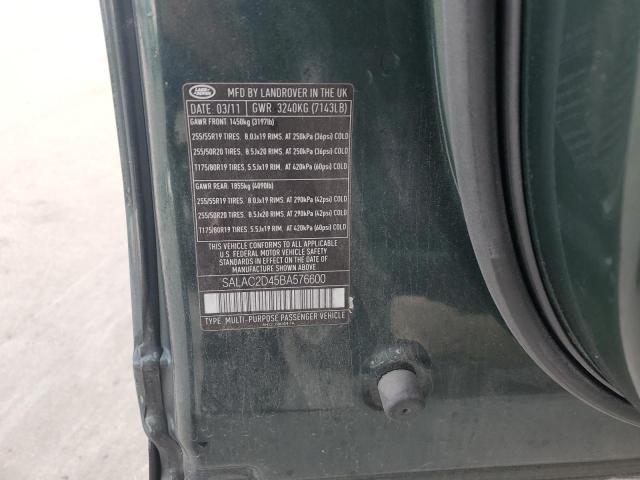 LAND ROVER
MFD BY LANDROVER IN THE UK
DATE 03/11 GWR 3240KG (7143LB)
GAWR FRONT 1450kg (3197lb)
255/55R19 TIRES. 8.0Jx19 RIMS. AT 250kPa (36psi) COLD
255/50R20 TIRES. 8.5Jx20 RIMS. AT 250kPa (36psi) COLD
T175/80R19 TIRES. 5.5Jx19 RIM. AT 420kPa (60psi) COLD
GAWR REAR 1855kg (4090lb)
255/55R19 TIRES. 8.0Jx19 RIMS. AT 290kPa (42psi) COLD
255/50R20 TIRES. 8.5Jx20 RIMS. AT 290kPa (42psi) COLD
T175/80R19 TIRES 5.5Jx19 RIM. AT 420kPa (60psi) COLD
THIS VEHICLE CONFORMS TO ALL APPLICABLE
U.S. FEDERAL MOTOR VEHICLE SAFETY
STANDARDS IN EFFECT ON THE DATE OF
MANUFACTURE SHOWN ABOVE
SALAC2D45BA576600
TYPE: MULTI-PURPOSE PASSENGER VEHICLE